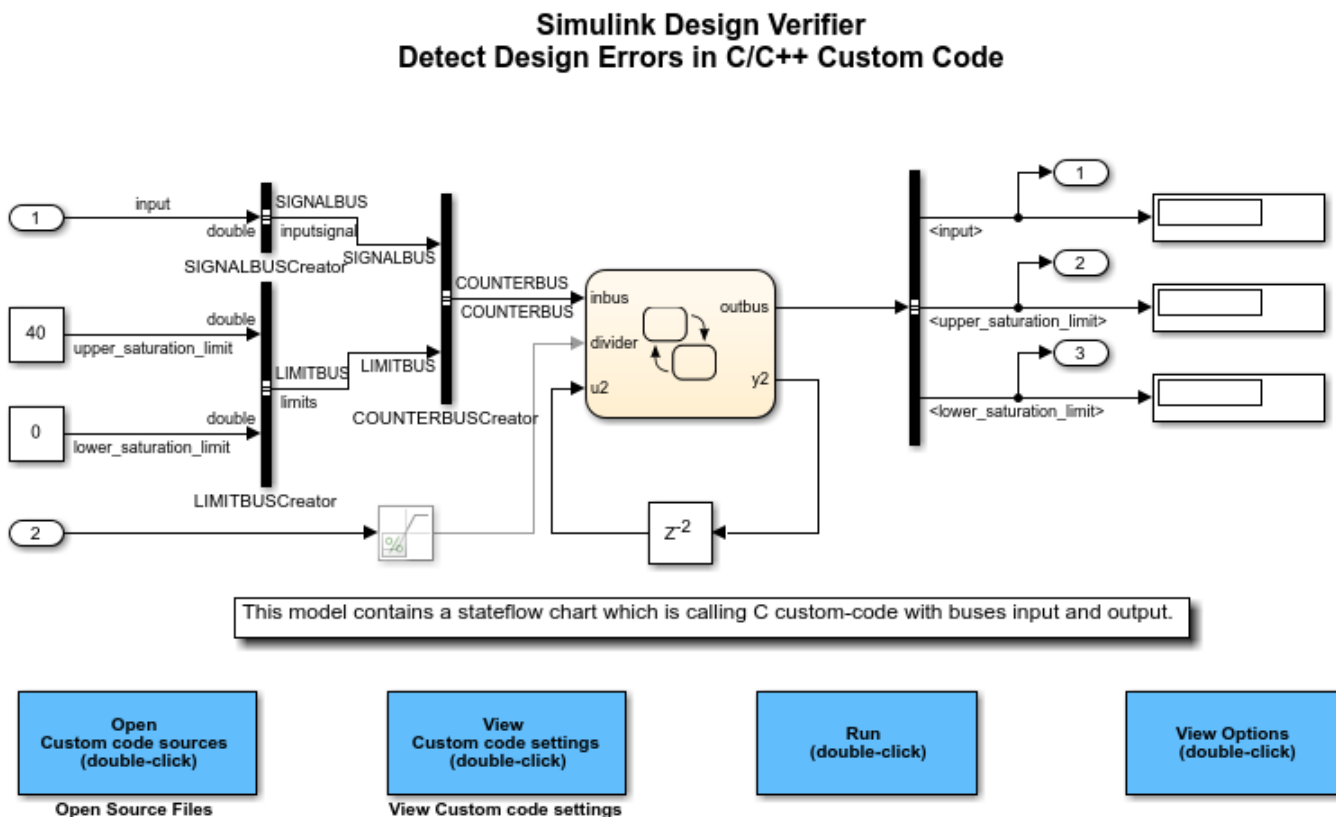 Simulink Design Verifier
Detect Design Errors in C/C++ Custom Code
1
input
double
SIGNALBUS
inputsignal
SIGNALBUS
SIGNALBUSCreator
40
double
upper_saturation_limit
0
double
lower_saturation_limit
LIMITBUS
limits
LIMITBUS
LIMITBUSCreator
COUNTERBUS
COUNTERBUS
COUNTERBUSCreator
2
%
inbus
divider
u2
outbus
y2
Z-2
<input>
1
<upper_saturation_limit>
2
<lower_saturation_limit>
3
This model contains a stateflow chart which is calling C custom-code with buses input and output.
Open
Custom code sources
(double-click)
Open Source Files
View
Custom code settings
(double-click)
View Custom code settings
Run
(double-click)
View Options
(double-click)